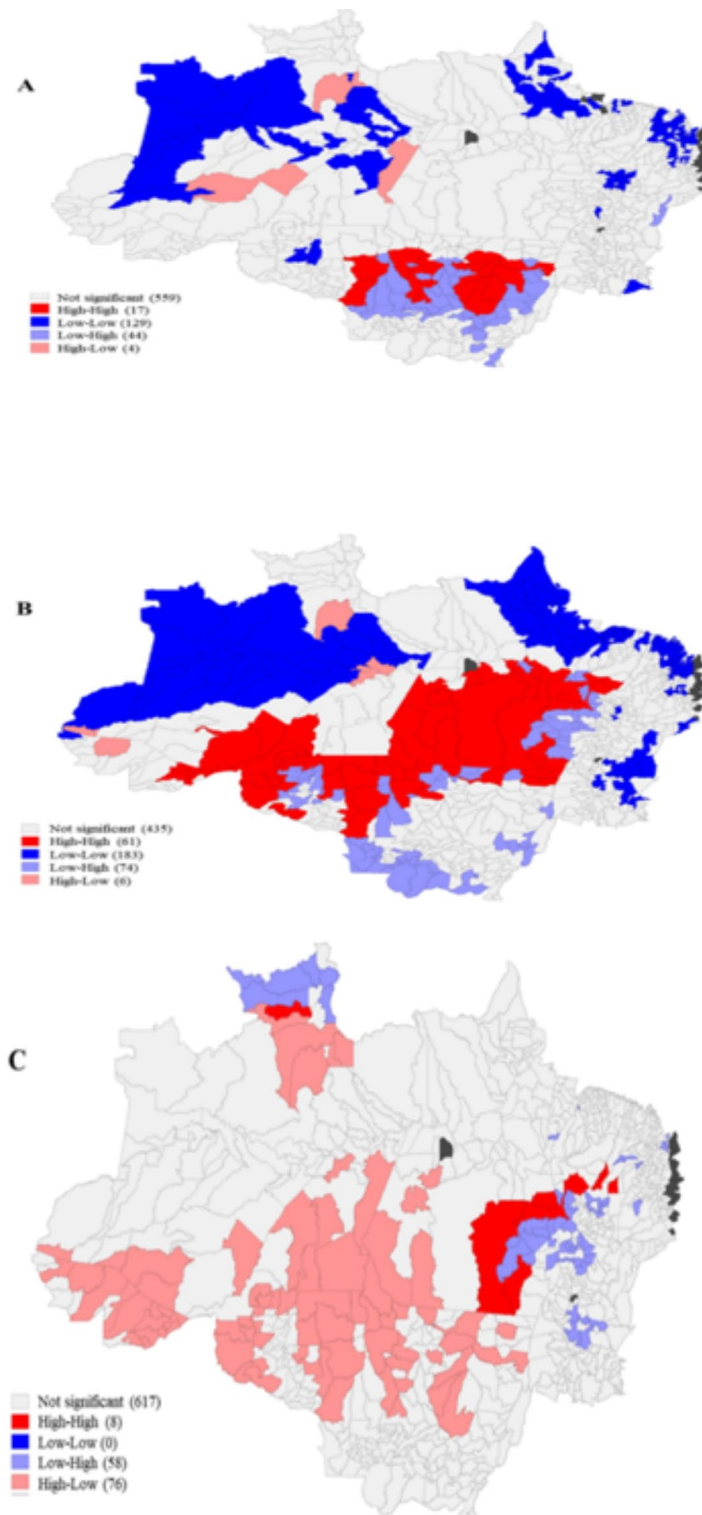 A
Not significant (559)
High-High (17)
Low-Low (129)
Low-High (44)
High-Low (4)
B
Not significant (435)
High-High (61)
Low-Low (183)
Low-High (74)
High-Low (6)
C
Not significant (617)
High-High (8)
Low-Low (0)
Low-High (58)
High-Low (76)